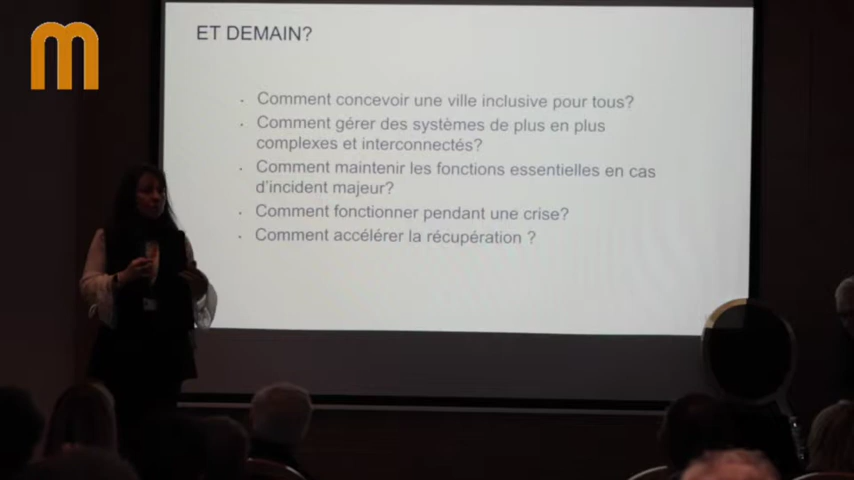 m
ET DEMAIN?
· Comment concevoir une ville inclusive pour tous?
· Comment gérer des systèmes de plus en plus
complexes et interconnectés?
· Comment maintenir les fonctions essentielles en cas
d'incident majeur?
· Comment fonctionner pendant une crise?
· Comment accélérer la récupération ?